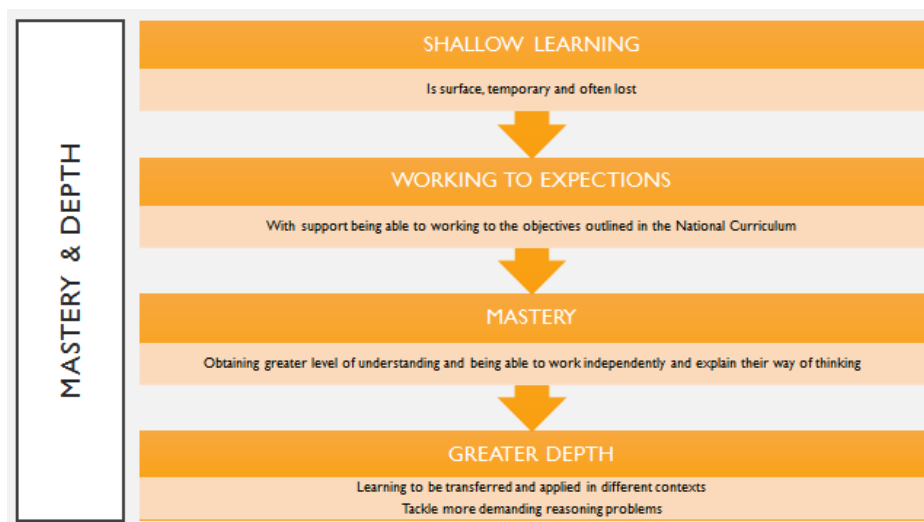 MASTERY & DEPTH
SHALLOW LEARNING
Is surface, temporary and often lost
WORKING TO EXPECTIONS
With support being able to working to the objectives outlined in the National Curriculum
MASTERY
Obtaining greater level of understanding and being able to work independently and explain their way of thinking
GREATER DEPTH
Learning to be transferred and applied in different contexts
Tackle more demanding reasoning problems